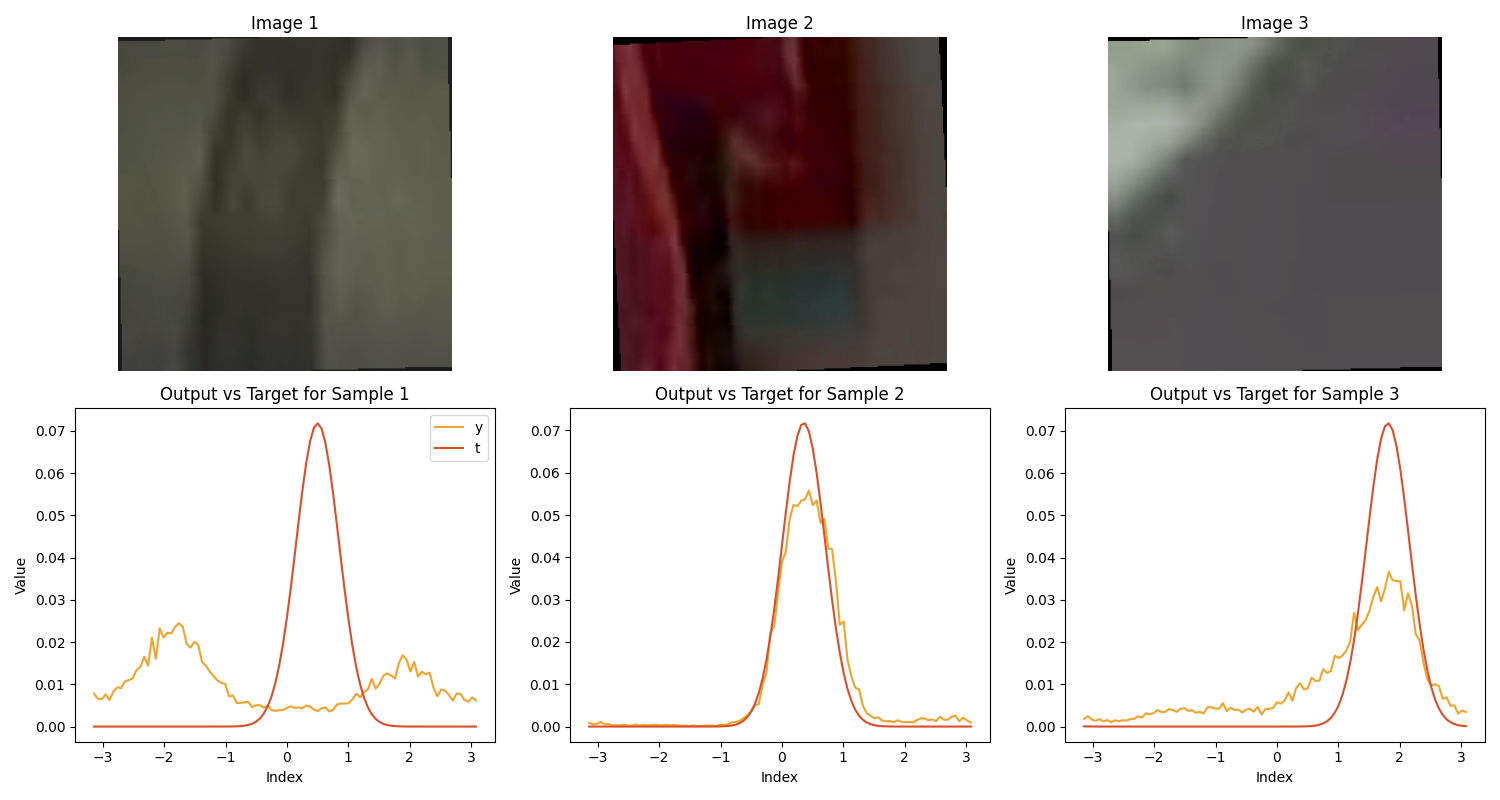 Image 1
Image 2
Image 3
Output vs Target for Sample 1
Output vs Target for Sample 2
Output vs Target for Sample 3
Value
0.07
0.06
0.05
0.04
0.03
0.02
0.01
0.00
−3 −2 −1 0 1 2 3
Index
y
t
Value
0.07
0.06
0.05
0.04
0.03
0.02
0.01
0.00
−3 −2 −1 0 1 2 3
Index
Value
0.07
0.06
0.05
0.04
0.03
0.02
0.01
0.00
−3 −2 −1 0 1 2 3
Index